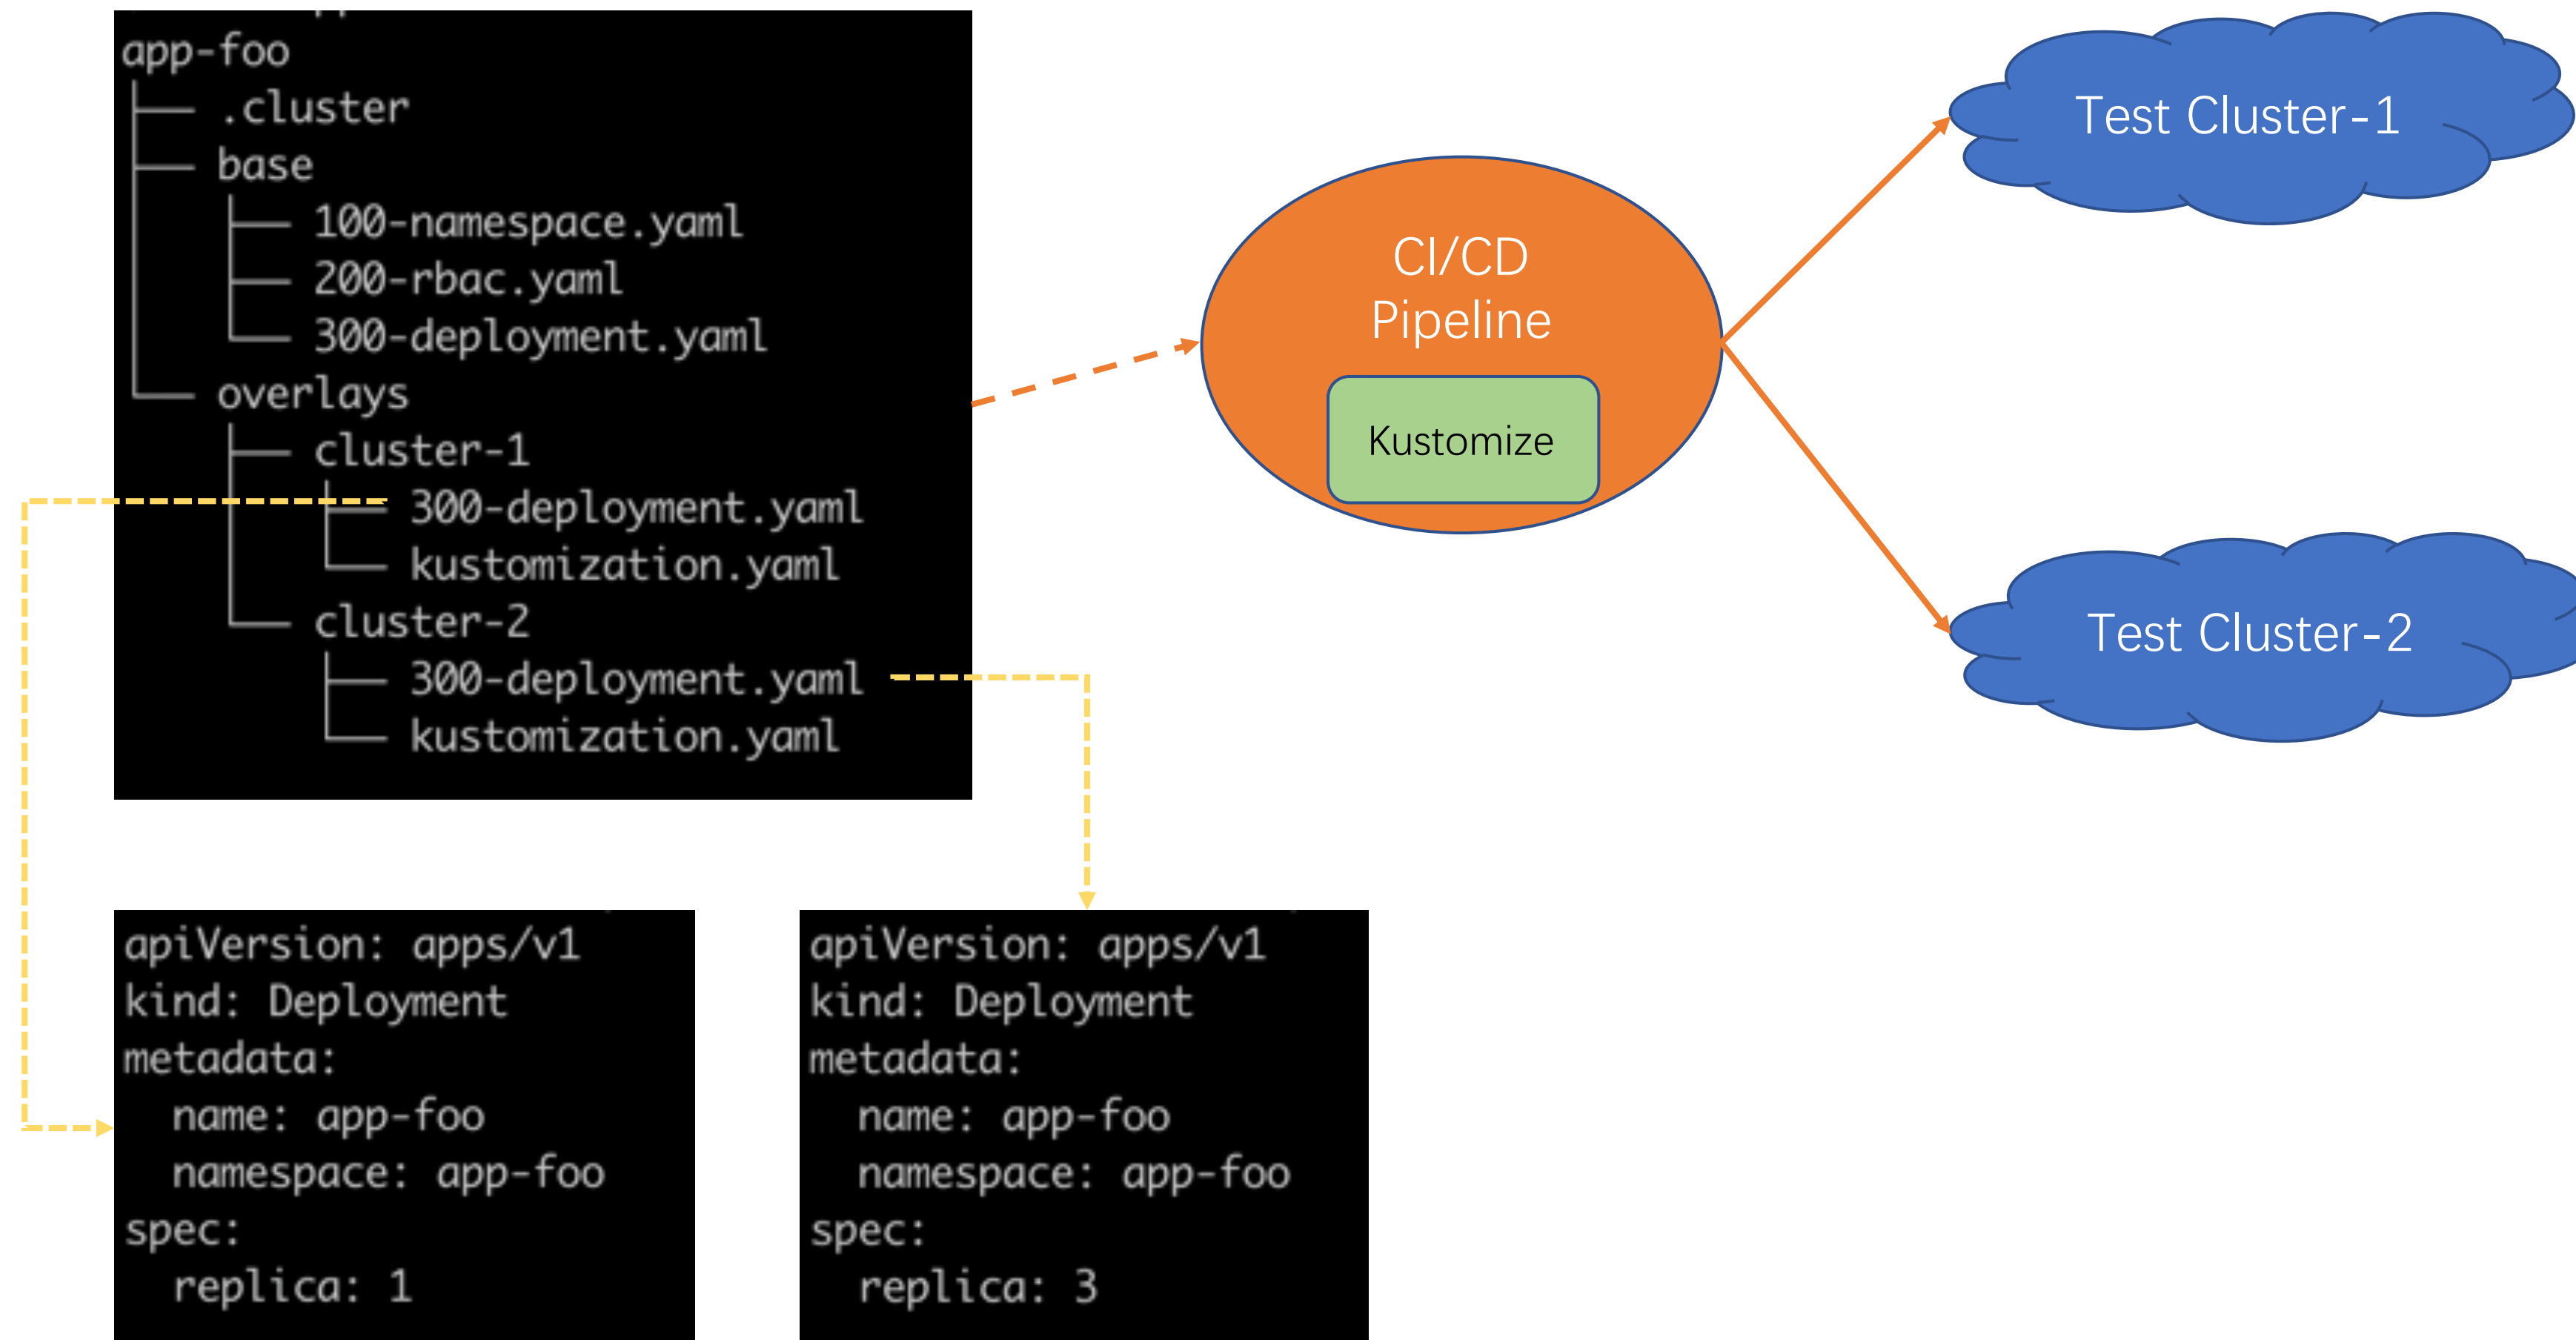 app-foo
├── .cluster
├── base
│   ├── 100-namespace.yaml
│   ├── 200-rbac.yaml
│   └── 300-deployment.yaml
└── overlays
    ├── cluster-1
    │   ├── 300-deployment.yaml
    │   └── kustomization.yaml
    └── cluster-2
        ├── 300-deployment.yaml
        └── kustomization.yaml
CI/CD
Pipeline
Kustomize
Test Cluster-1
Test Cluster-2
apiVersion: apps/v1
kind: Deployment
metadata:
  name: app-foo
  namespace: app-foo
spec:
  replica: 1
apiVersion: apps/v1
kind: Deployment
metadata:
  name: app-foo
  namespace: app-foo
spec:
  replica: 3